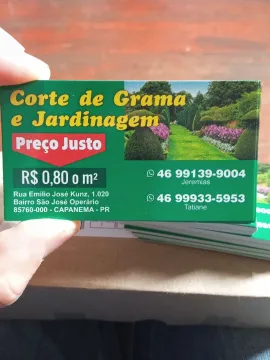 Corte de Grama
e Jardinagem
Preço Justo
R$ 0,80 o m²
46 99139-9004
Jeremias
46 99933-5953
Tatiane
Rua Emilio José Kunz, 1.020
Bairro São José Operário
85760-000 - CAPANEMA - PR